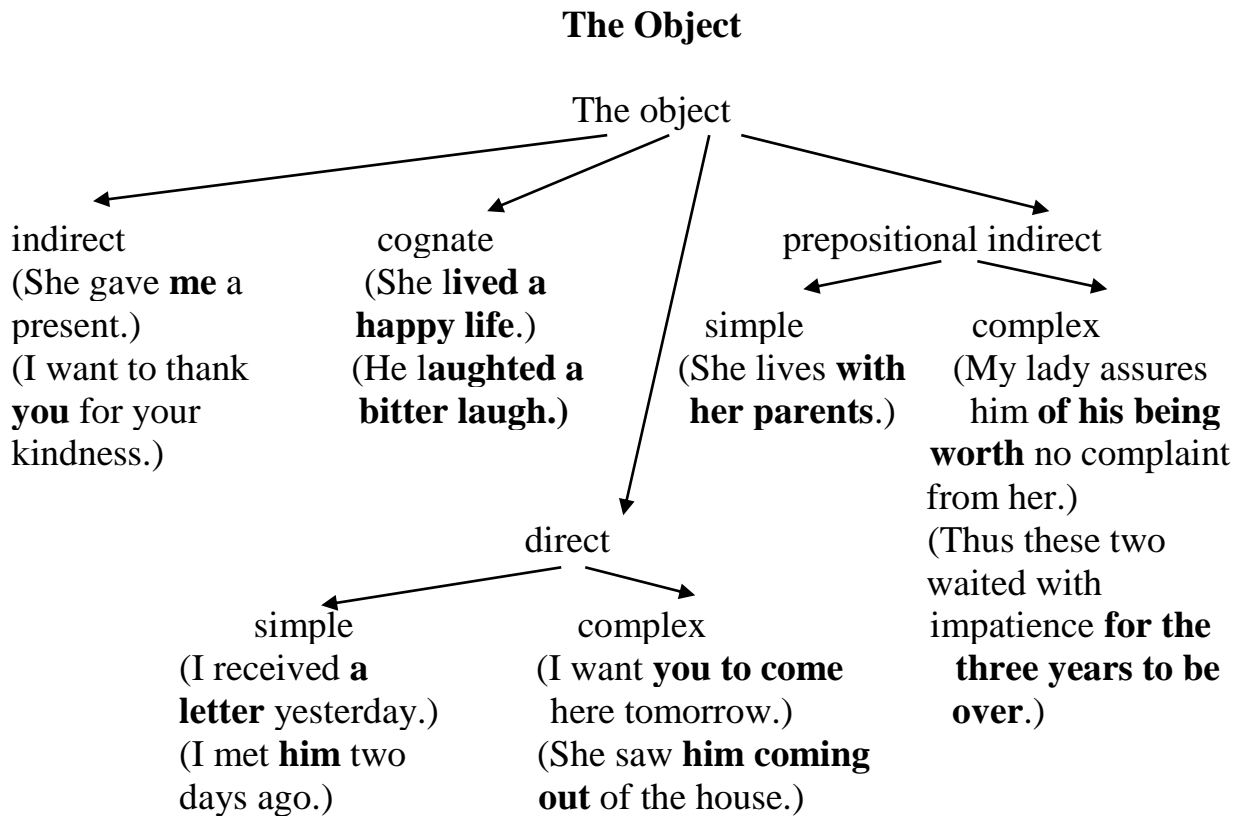 The Object
The object
indirect
(She gave me a
present.)
(I want to thank
you for your
kindness.)
cognate
(She lived a
happy life.)
(He laughted a
bitter laugh.)
prepositional indirect
simple
(She lives with
her parents.)
complex
(My lady assures
him of his being
worth no complaint
from her.)
(Thus these two
waited with
impatience for the
three years to be
over.)
direct
simple
(I received a
letter yesterday.)
(I met him two
days ago.)
complex
(I want you to come
here tomorrow.)
(She saw him coming
out of the house.)